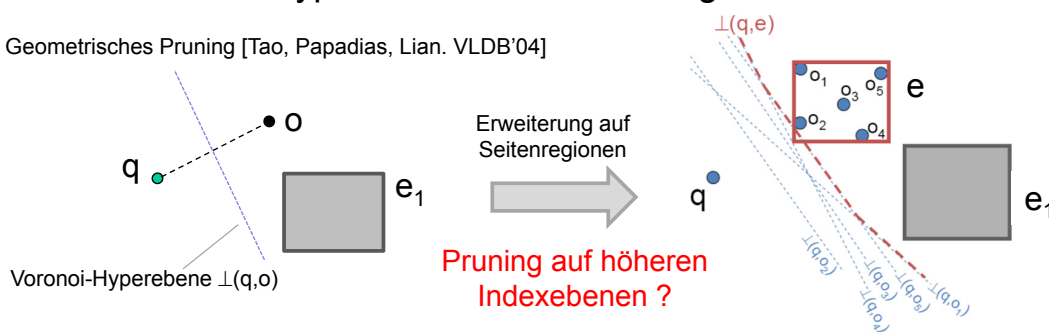 Geometrisches Pruning [Tao, Papadias, Lian. VLDB'04]
q
o
e₁
Voronoi-Hyperebene ⊥(q,o)
Erweiterung auf
Seitenregionen
Pruning auf höheren
Indexebenen ?
⊥(q,e)
o₁
o₅
o₃
o₂
o₄
e
q
e₁
⊥(q,o₂)
⊥(q,o₄)
⊥(q,o₃)
⊥(q,o₅)
⊥(q,o₁)